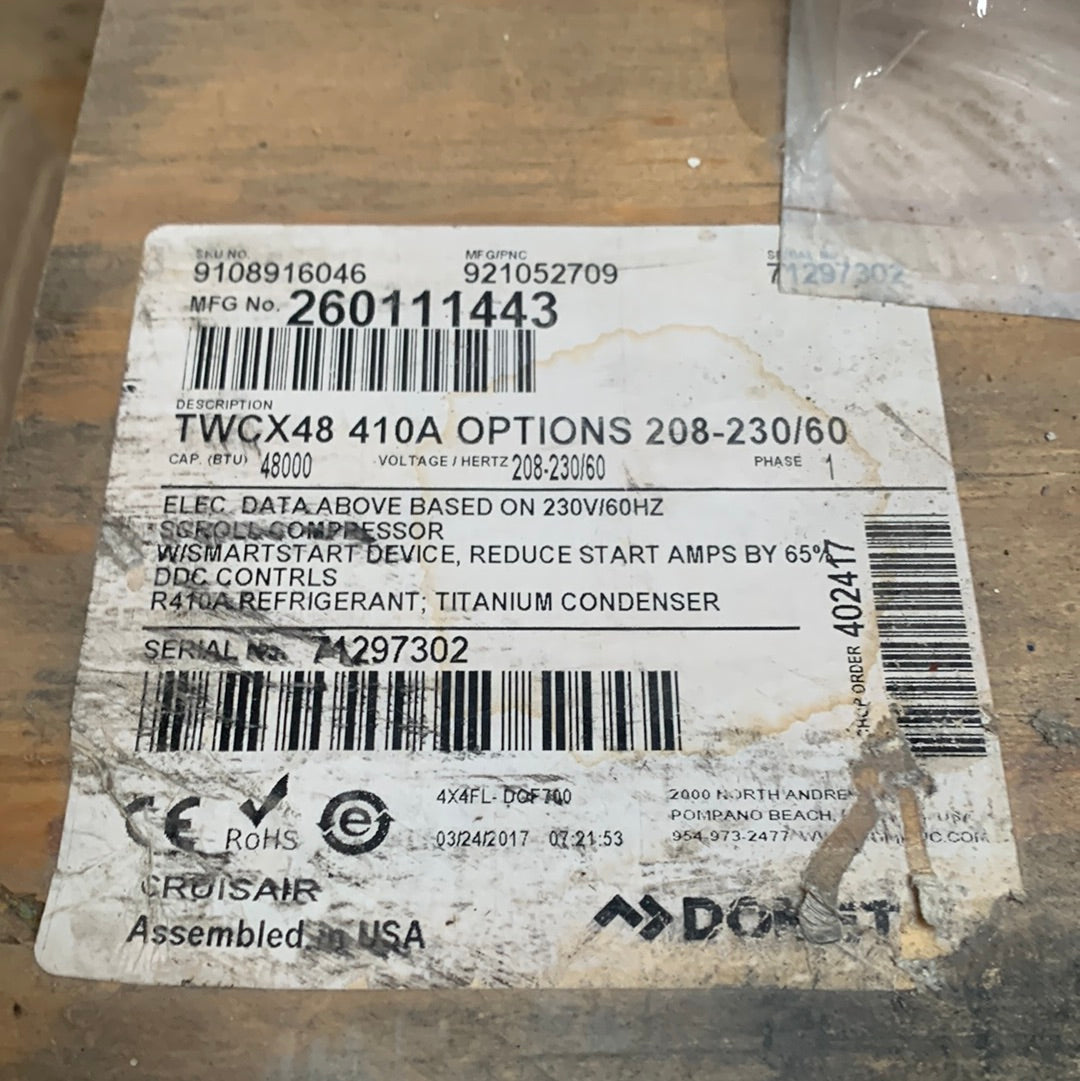 SKU NO. MFG/PNC
9108916046 921052709 71297302
MFG No. 260111443
DESCRIPTION
TWCX48 410A OPTIONS 208-230/60
CAP. (BTU) 48000 VOLTAGE / HERTZ 208-230/60 PHASE 1
ELEC. DATA ABOVE BASED ON 230V/60HZ
SCROLL COMPRESSOR
W/SMARTSTART DEVICE, REDUCE START AMPS BY 65%
DDC CONTRLS
R410A REFRIGERANT; TITANIUM CONDENSER
SERIAL No. 71297302
ORDER 402417
CE RoHS e
4X4FL-DCF700
03/24/2017 07:21:53
2000 NORTH
POMPANO BEACH,
954-973-2477
CRUISAIR
Assembled in USA